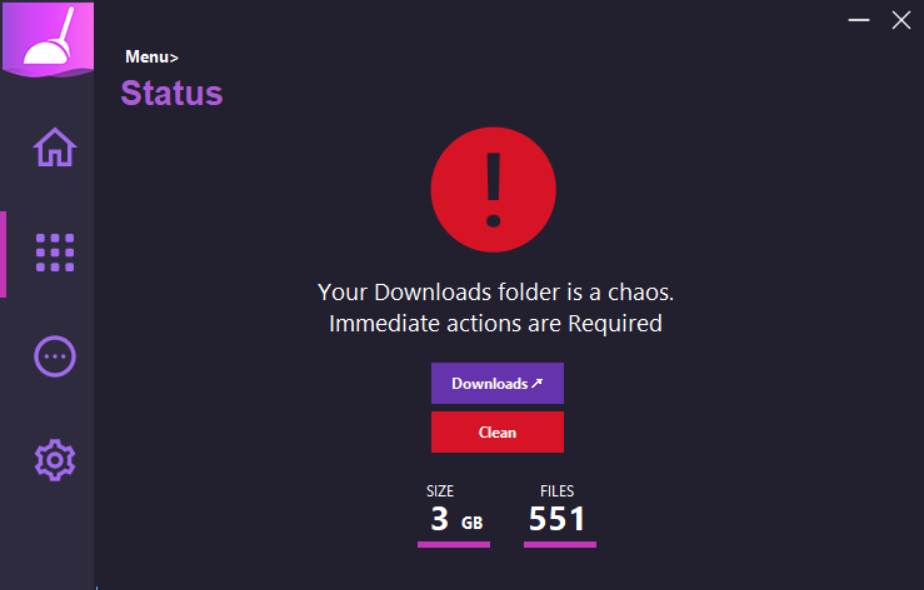 Menu>
Status
Your Downloads folder is a chaos.
Immediate actions are Required
Downloads↗
Clean
SIZE
3 GB
FILES
551